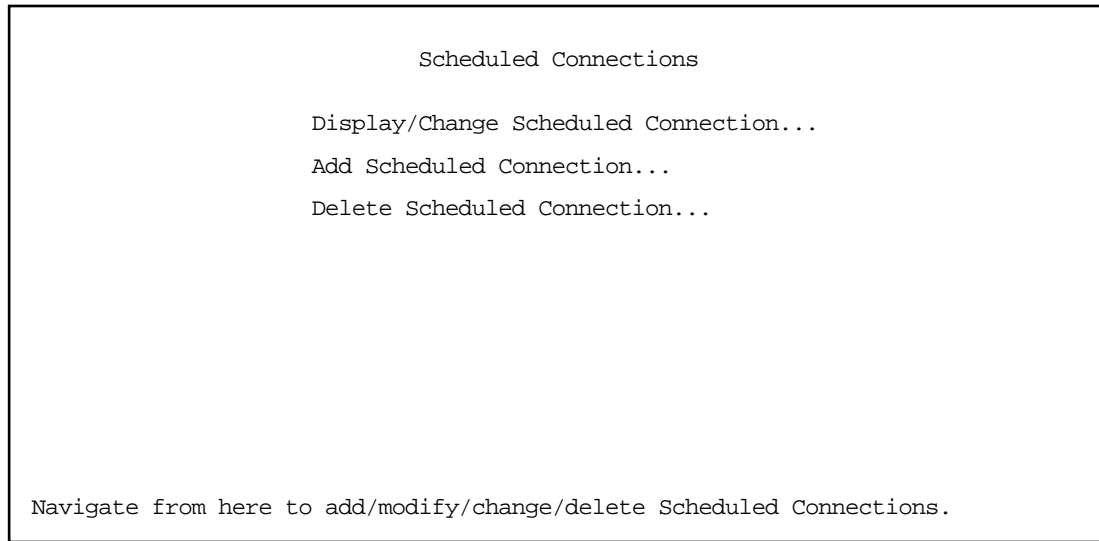 Scheduled Connections
Display/Change Scheduled Connection...
Add Scheduled Connection...
Delete Scheduled Connection...
Navigate from here to add/modify/change/delete Scheduled Connections.